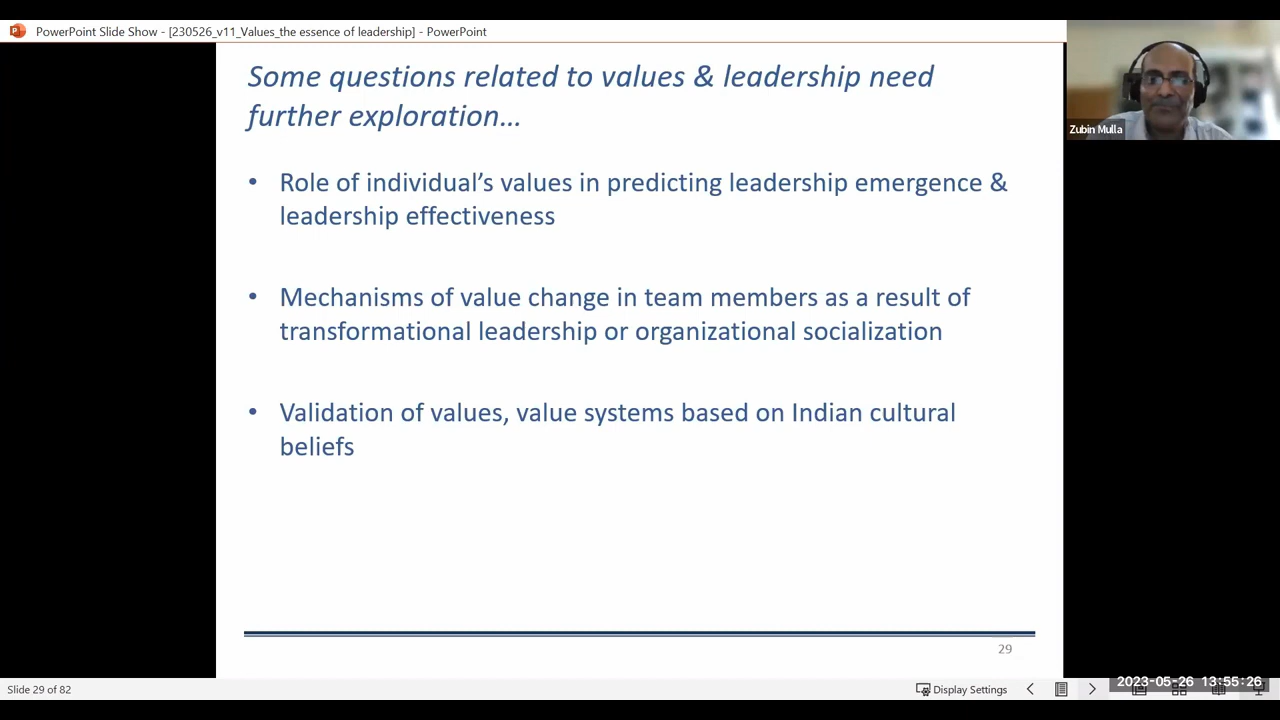 PowerPoint Slide Show - [230526_v11_Values_the essence of leadership] - PowerPoint
Zubin Mulla
Some questions related to values & leadership need
further exploration...
• Role of individual's values in predicting leadership emergence &
leadership effectiveness
• Mechanisms of value change in team members as a result of
transformational leadership or organizational socialization
• Validation of values, value systems based on Indian cultural
beliefs
29
Slide 29 of 82
Display Settings
2023-05-26 13:55:26